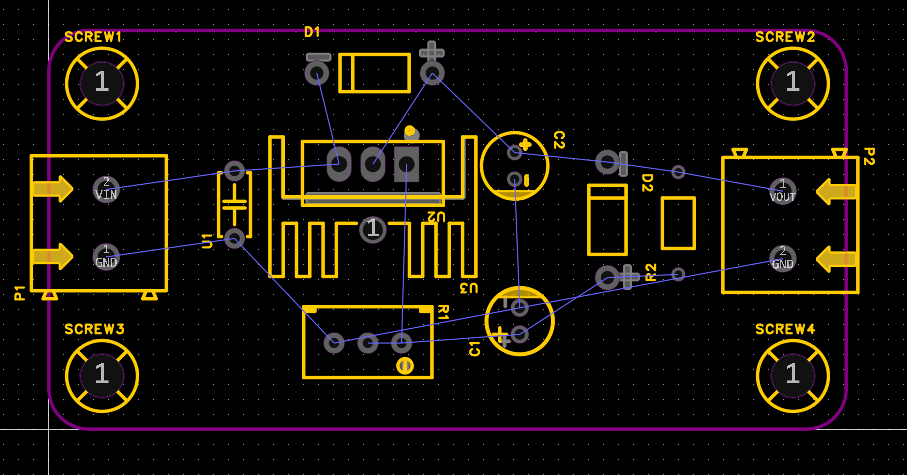 D1
SCREW1
SCREW2
1
1
C2
P2
2
VIN
1
VOUT
D2
U2
1
U1
1
GND
2
GND
R2
P1
U3
R1
C1
SCREW3
SCREW4
1
1